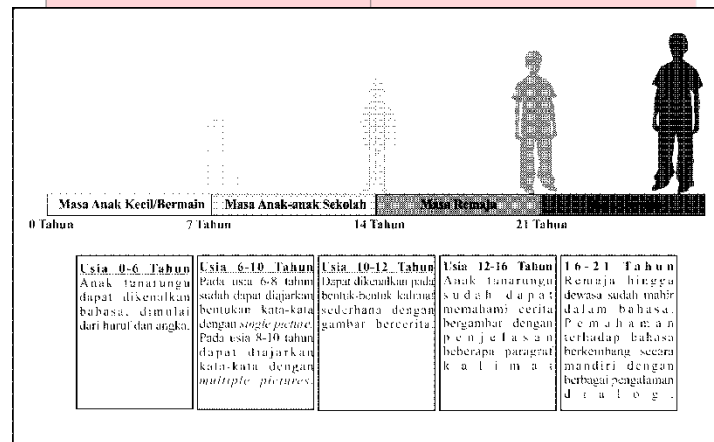 Masa Anak Kecil/Bermain Masa Anak-anak Sekolah Masa Remaja
0 Tahun 7 Tahun 14 Tahun 21 Tahun
Usia 0-6 Tahun
Anak tunarungu
dapat dikenalkan
bahasa, dimulai
dari huruf dan angka.
Usia 6-10 Tahun
Pada usia 6-8 tahun
sudah dapat diajarkan
bentukan kata-kata
dengan single picture.
Pada usia 8-10 tahun
dapat diajarkan
kata-kata dengan
multiple pictures.
Usia 10-12 Tahun
Dapat dikenalkan pada
bentuk-bentuk kalimat
sederhana dengan
gambar bercerita.
Usia 12-16 Tahun
Anak tunarungu
sudah dapat
memahami cerita
bergambar dengan
penjelasan
beberapa paragraf
kalimat
16-21 Tahun
Remaja hingga
dewasa sudah mahir
dalam bahasa.
Pemahaman
terhadap bahasa
berkembang secara
mandiri dengan
berbagai pengalaman
dialog.